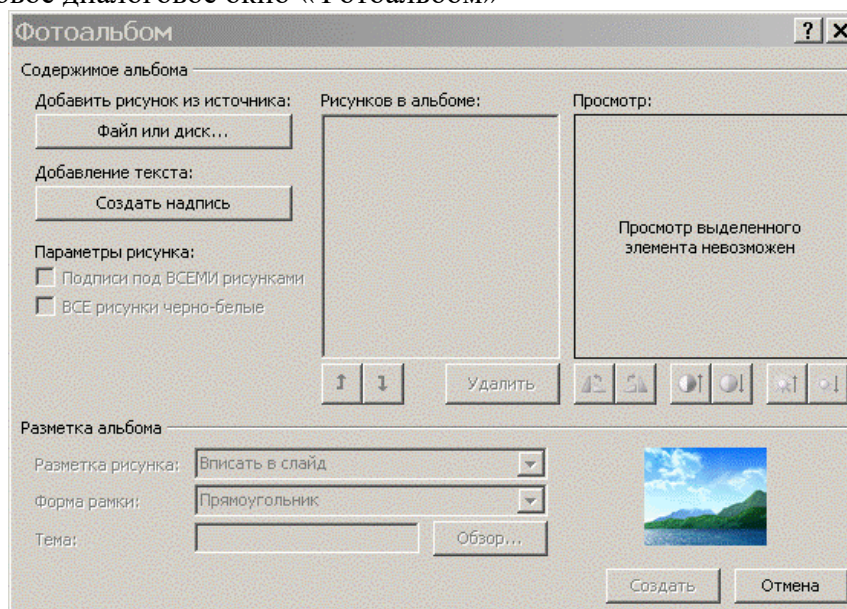 диалоговое окно «Фотоальбом»
Фотоальбом
Содержимое альбома
Добавить рисунок из источника:
Файл или диск...
Добавление текста:
Создать надпись
Параметры рисунка:
Подписи под ВСЕМИ рисунками
ВСЕ рисунки черно-белые
Рисунков в альбоме:
Удалить
Просмотр:
Просмотр выделенного
элемента невозможен
Разметка альбома
Разметка рисунка:
Вписать в слайд
Форма рамки:
Прямоугольник
Тема:
Обзор...
Создать
Отмена